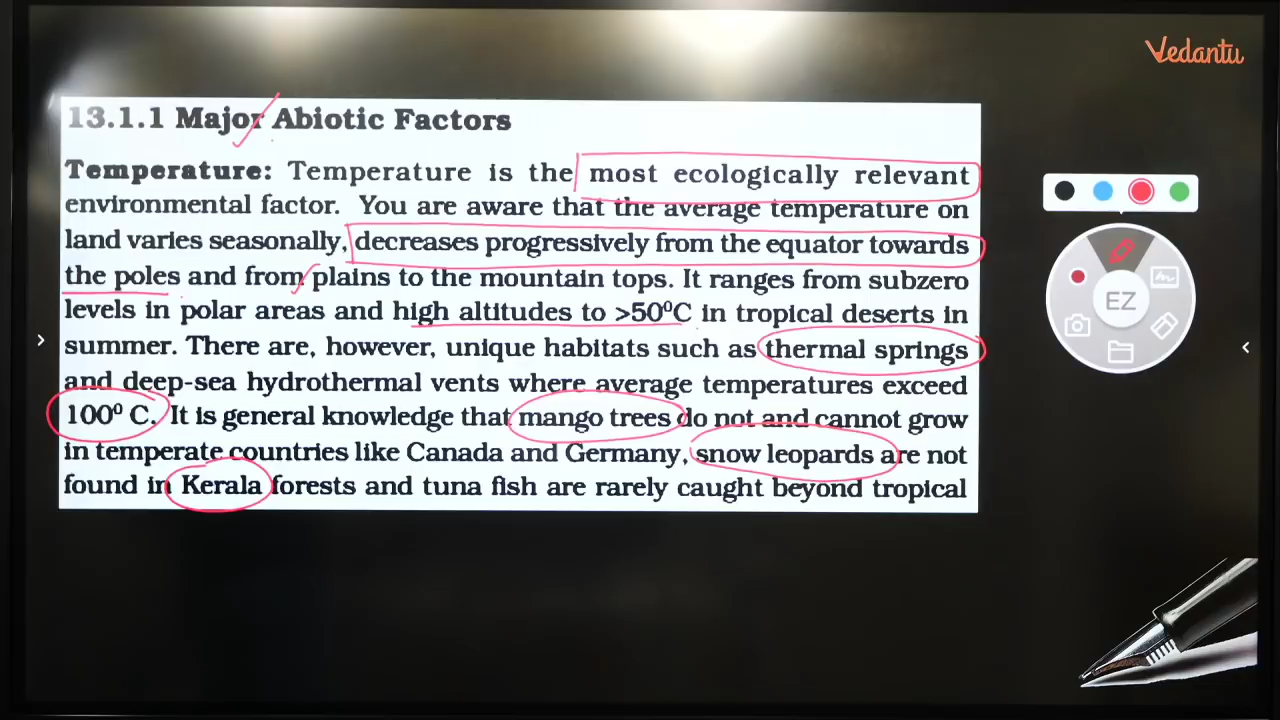 Vedantu
13.1.1 Major Abiotic Factors
Temperature: Temperature is the most ecologically relevant
environmental factor. You are aware that the average temperature on
land varies seasonally, decreases progressively from the equator towards
the poles and from plains to the mountain tops. It ranges from subzero
levels in polar areas and high altitudes to >50⁰C in tropical deserts in
summer. There are, however, unique habitats such as thermal springs
and deep-sea hydrothermal vents where average temperatures exceed
100⁰ C. It is general knowledge that mango trees do not and cannot grow
in temperate countries like Canada and Germany, snow leopards are not
found in Kerala forests and tuna fish are rarely caught beyond tropical
EZ